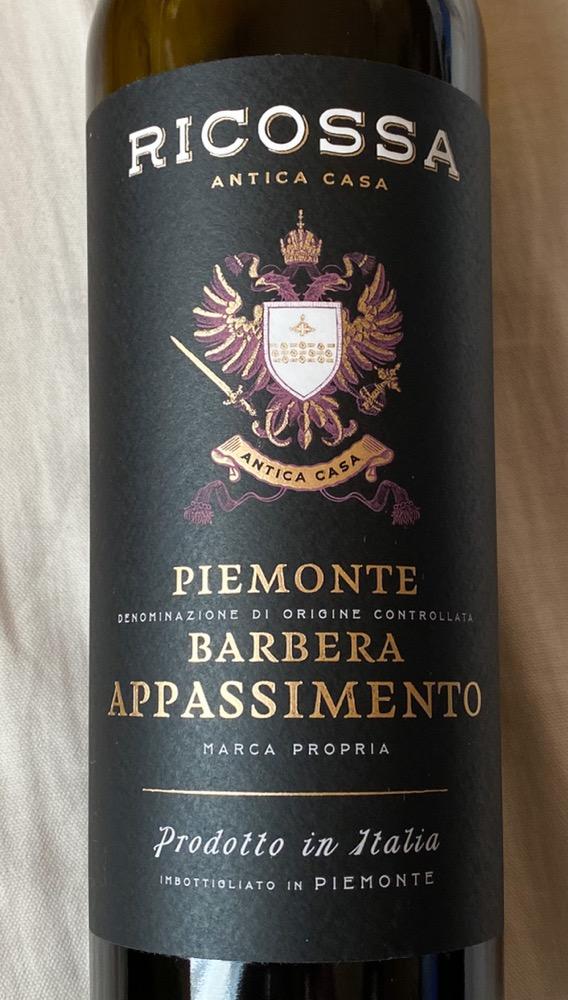 RICOSSA
ANTICA CASA
ANTICA CASA
PIEMONTE
DENOMINAZIONE DI ORIGINE CONTROLLATA
BARBERA
APPASSIMENTO
MARCA PROPRIA
Prodotto in Italia
IMBOTTIGLIATO IN PIEMONTE